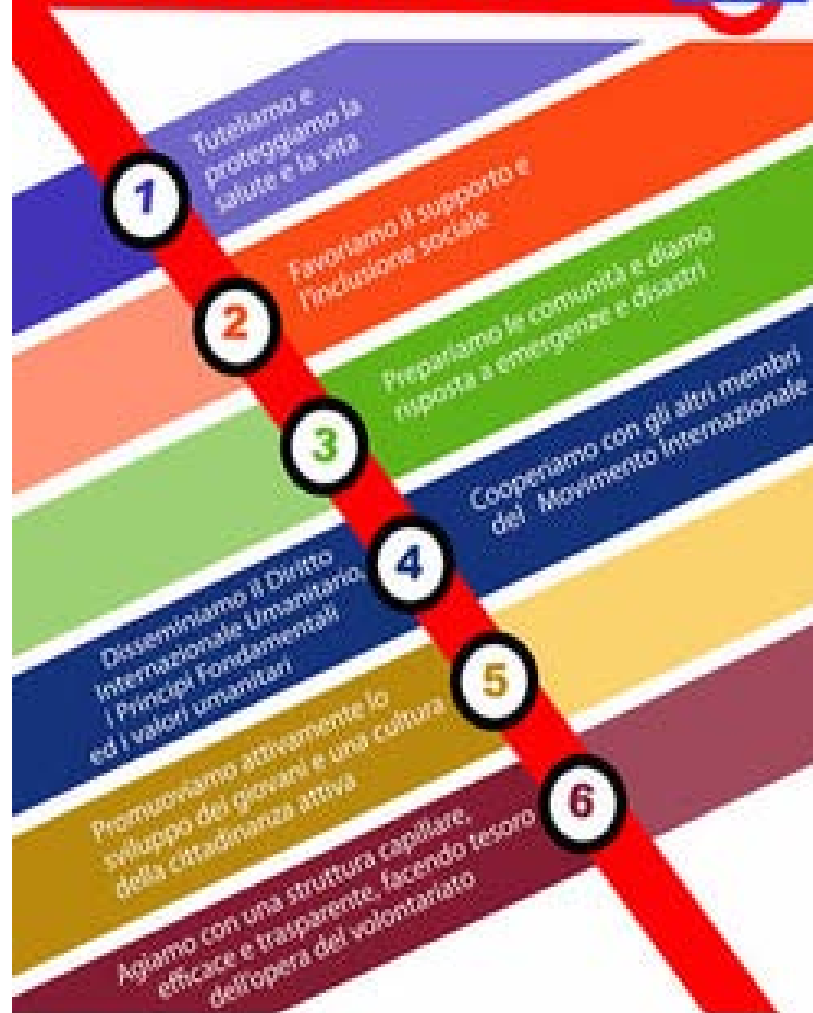 1
Tuteliamo e
proteggiamo la
salute e la vita
2
Favoriamo il supporto e
l'inclusione sociale
3
Prepariamo le comunità e diamo
risposta a emergenze e disastri
4
Disseminiamo il Diritto
Internazionale Umanitario,
i Principi Fondamentali
ed i valori umanitari
Cooperiamo con gli altri membri
del Movimento Internazionale
5
Promuoviamo attivamente lo
sviluppo dei giovani e una cultura
della cittadinanza attiva
6
Agiamo con una struttura capillare,
efficace e trasparente, facendo tesoro
dell'opera del volontariato